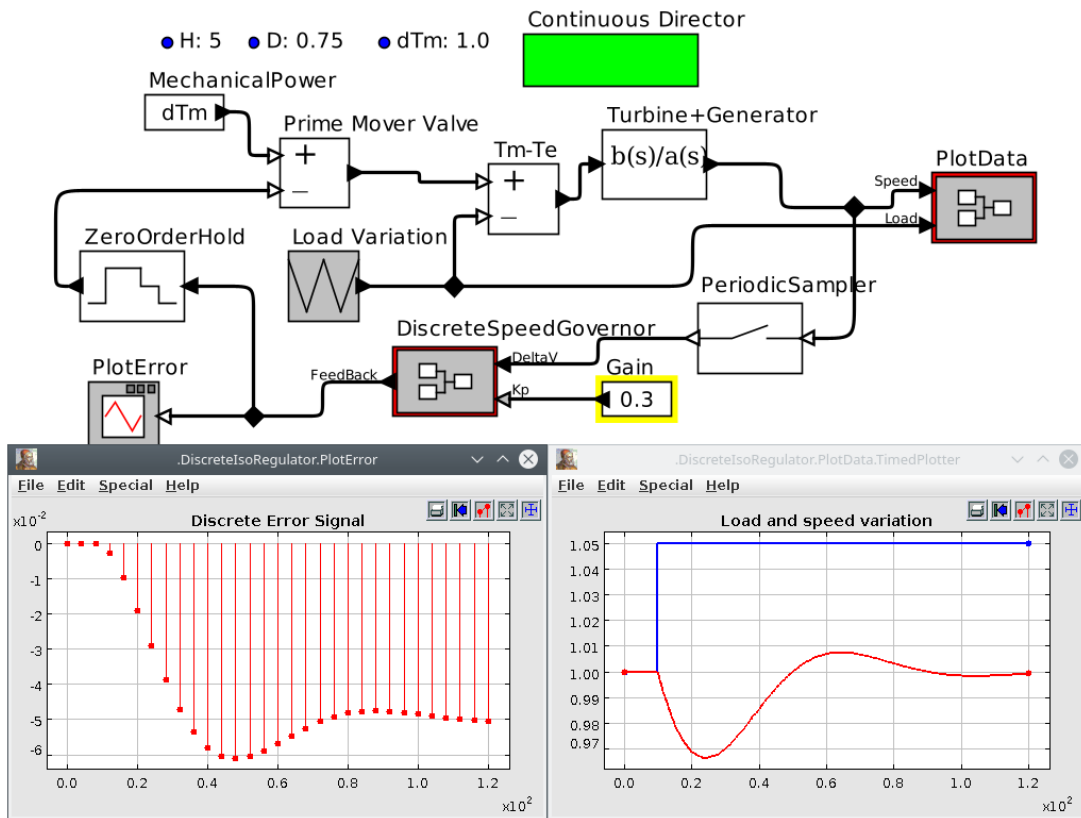 Continuous Director
H: 5 D: 0.75 dTm: 1.0
MechanicalPower
dTm
Prime Mover Valve
+
−
Tm-Te
+
−
Turbine+Generator
b(s)/a(s)
PlotData
Speed
Load
ZeroOrderHold
Load Variation
PeriodicSampler
DiscreteSpeedGovernor
DeltaV
Kp
FeedBack
Gain
0.3
PlotError
.DiscreteIsoRegulator.PlotError
File Edit Special Help
Discrete Error Signal
x10-2
0
-1
-2
-3
-4
-5
-6
0.0 0.2 0.4 0.6 0.8 1.0 1.2
x10²
.DiscreteIsoRegulator.PlotData.TimedPlotter
File Edit Special Help
Load and speed variation
1.05
1.04
1.03
1.02
1.01
1.00
0.99
0.98
0.97
0.0 0.2 0.4 0.6 0.8 1.0 1.2
x10²